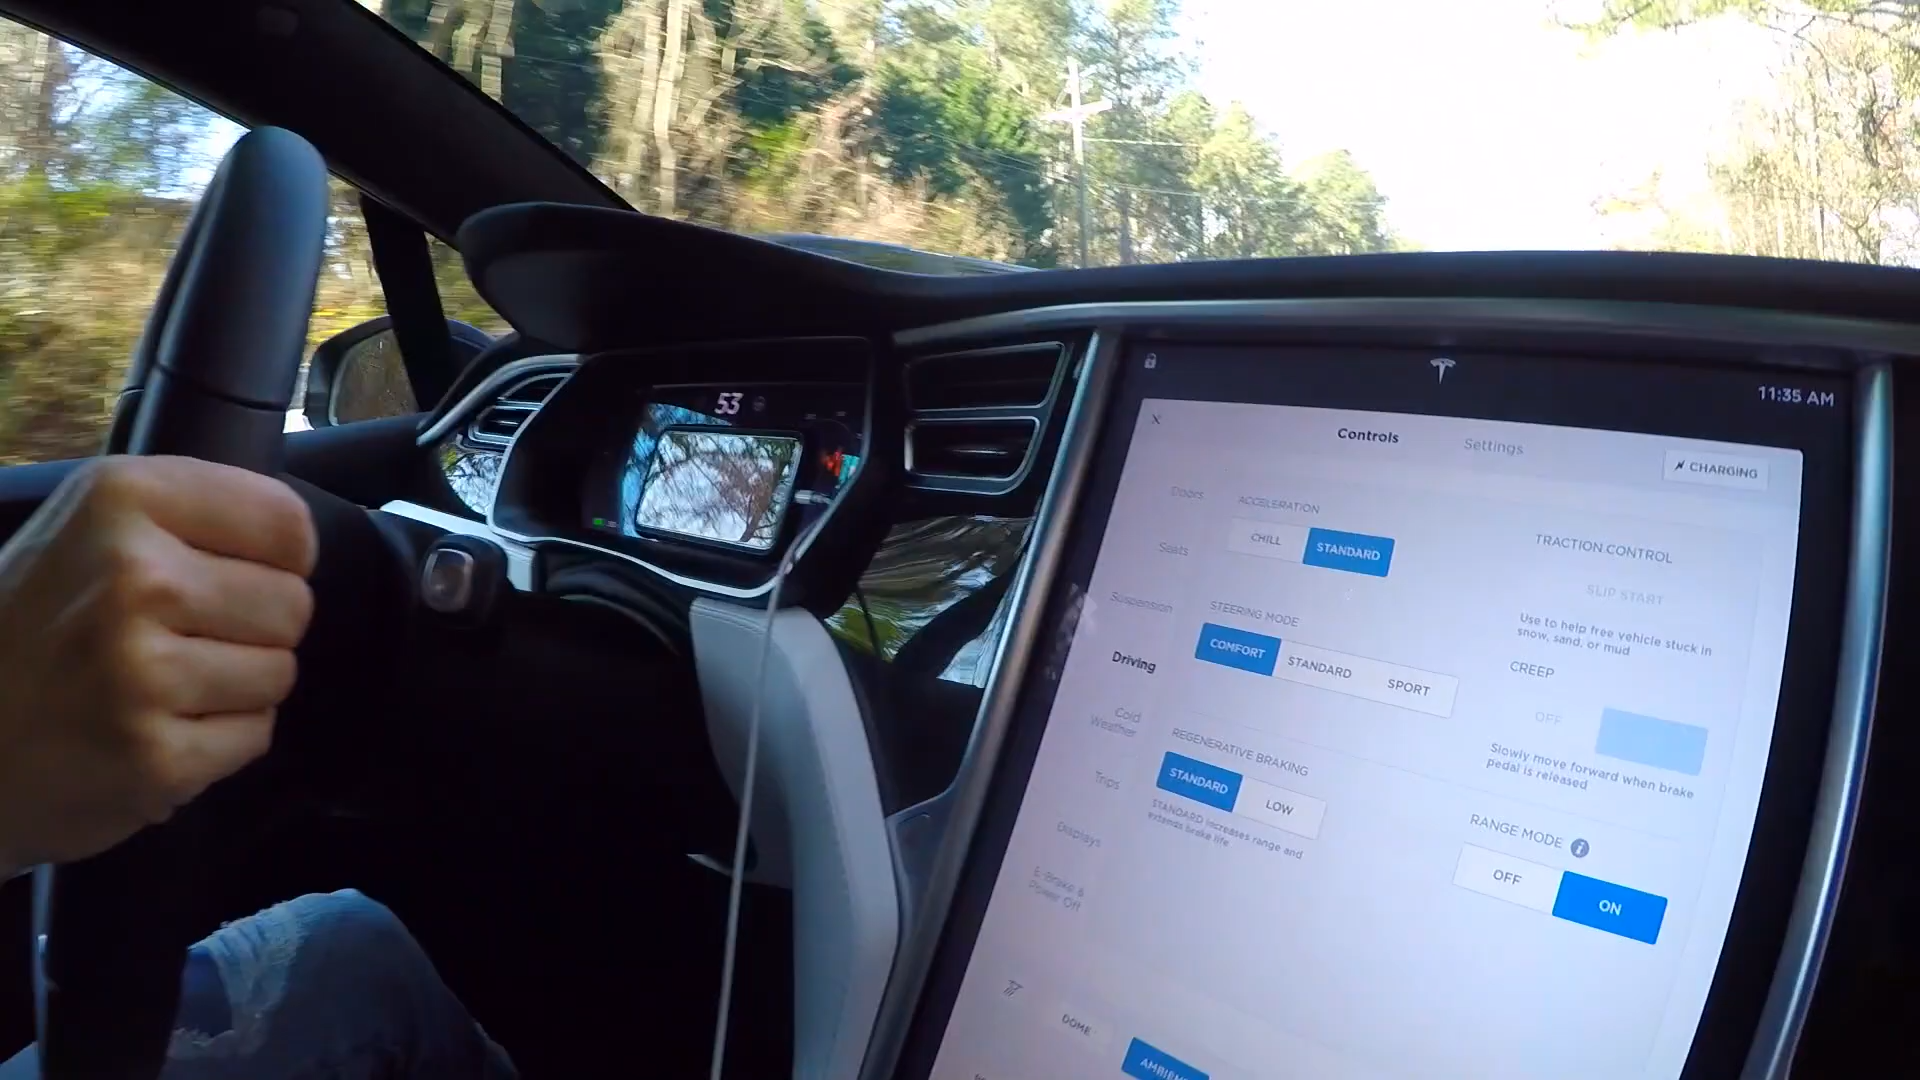 53
11:35 AM
X
Controls
Settings
CHARGING
Doors
Seats
Suspension
Driving
Cold
Weather
Trips
Displays
E-Brake &
Power Off
ACCELERATION
CHILL
STANDARD
STEERING MODE
COMFORT
STANDARD
SPORT
REGENERATIVE BRAKING
STANDARD
LOW
STANDARD increases range and
extends brake life
TRACTION CONTROL
SLIP START
Use to help free vehicle stuck in
snow, sand, or mud
CREEP
OFF
Slowly move forward when brake
pedal is released
RANGE MODE
i
OFF
ON
DOME